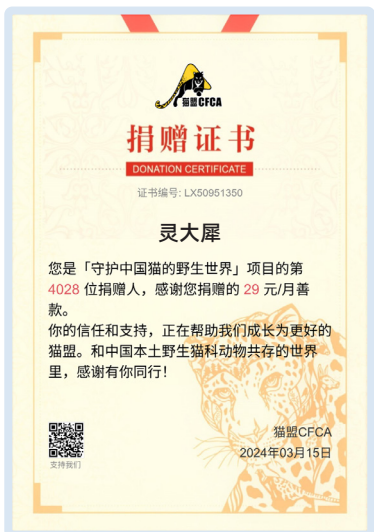 猫盟CFCA
捐赠证书
DONATION CERTIFICATE
证书编号: LX50951350
灵大犀
您是「守护中国猫的野生世界」项目的第
4028 位捐赠人，感谢您捐赠的 29 元/月善
款。
你的信任和支持，正在帮助我们成长为更好的
猫盟。和中国本土野生猫科动物共存的世界
里，感谢有你同行！
猫盟CFCA
2024年03月15日
支持我们